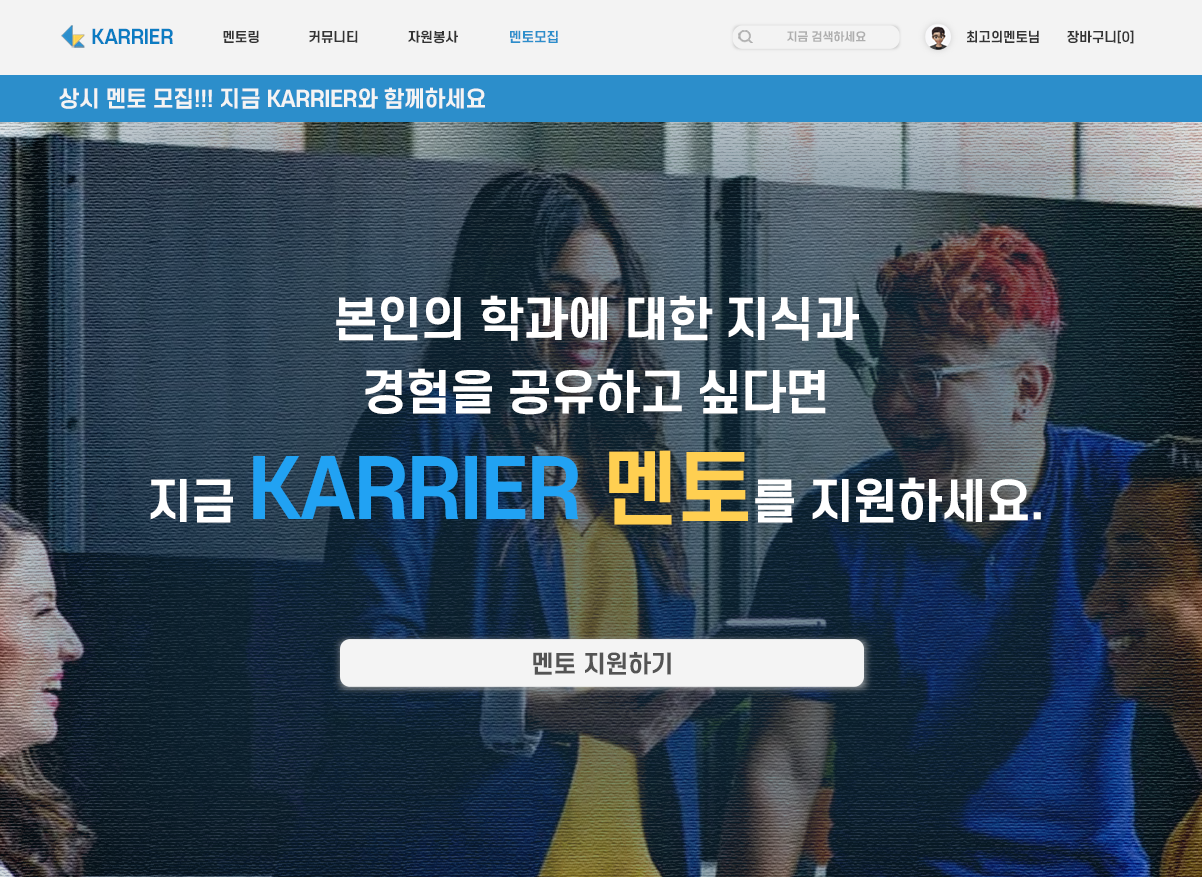 KARRIER 멘토링 커뮤니티 자원봉사 멘토모집 지금 검색하세요 최고의멘토님 장바구니[0]
상시 멘토 모집!!! 지금 KARRIER와 함께하세요
본인의 학과에 대한 지식과
경험을 공유하고 싶다면
지금 KARRIER 멘토를 지원하세요.
멘토 지원하기